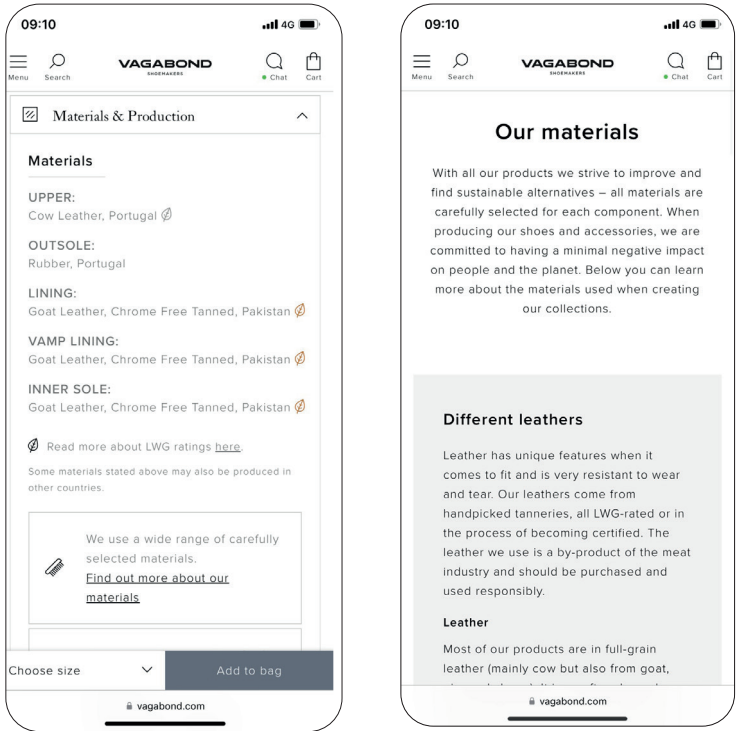 09:10
4G
Menu
Search
VAGABOND
SHOEMAKERS
Chat
Cart
Materials & Production
Materials
UPPER:
Cow Leather, Portugal
OUTSOLE:
Rubber, Portugal
LINING:
Goat Leather, Chrome Free Tanned, Pakistan
VAMP LINING:
Goat Leather, Chrome Free Tanned, Pakistan
INNER SOLE:
Goat Leather, Chrome Free Tanned, Pakistan
Read more about LWG ratings here.
Some materials stated above may also be produced in
other countries.
We use a wide range of carefully
selected materials.
Find out more about our
materials
Choose size
Add to bag
vagabond.com
09:10
4G
Menu
Search
VAGABOND
SHOEMAKERS
Chat
Cart
Our materials
With all our products we strive to improve and
find sustainable alternatives – all materials are
carefully selected for each component. When
producing our shoes and accessories, we are
committed to having a minimal negative impact
on people and the planet. Below you can learn
more about the materials used when creating
our collections.
Different leathers
Leather has unique features when it
comes to fit and is very resistant to wear
and tear. Our leathers come from
handpicked tanneries, all LWG-rated or in
the process of becoming certified. The
leather we use is a by-product of the meat
industry and should be purchased and
used responsibly.
Leather
Most of our products are in full-grain
leather (mainly cow but also from goat,
vagabond.com